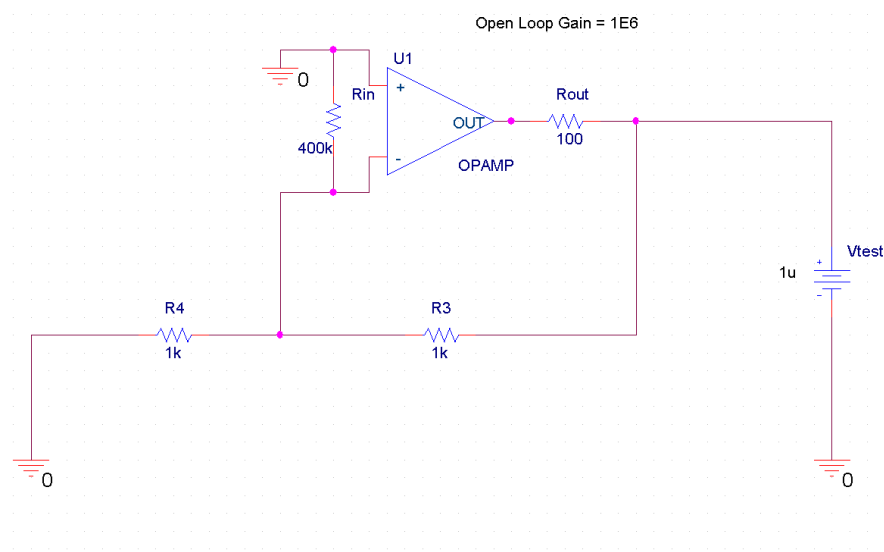 Open Loop Gain = 1E6
U1
0
Rin
+
Rout
OUT
400k
100
-
OPAMP
Vtest
+
1u
-
R4
R3
1k
1k
0
0